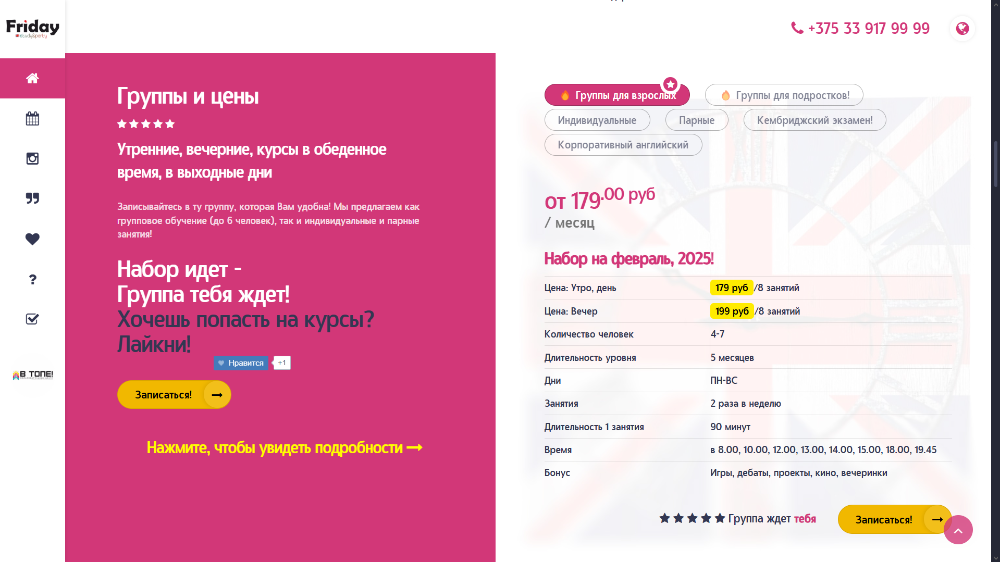 Friday
study&party
+375 33 917 99 99
В ТОПЕ!
Группы и цены
Утренние, вечерние, курсы в обеденное
время, в выходные дни
Записывайтесь в ту группу, которая Вам удобна! Мы предлагаем как
групповое обучение (до 6 человек), так и индивидуальные и парные
занятия!
Набор идет -
Группа тебя ждет!
Хочешь попасть на курсы?
Лайкни!
Нравится +1
Записаться!
Нажмите, чтобы увидеть подробности
Группы для взрослых
Группы для подростков!
Индивидуальные
Парные
Кембриджский экзамен!
Корпоративный английский
от 179.00 руб
/ месяц
Набор на февраль, 2025!
Цена: Утро, день 179 руб /8 занятий
Цена: Вечер 199 руб /8 занятий
Количество человек 4-7
Длительность уровня 5 месяцев
Дни ПН-ВС
Занятия 2 раза в неделю
Длительность 1 занятия 90 минут
Время в 8.00, 10.00, 12.00, 13.00, 14.00, 15.00, 18.00, 19.45
Бонус Игры, дебаты, проекты, кино, вечеринки
Группа ждет тебя
Записаться!